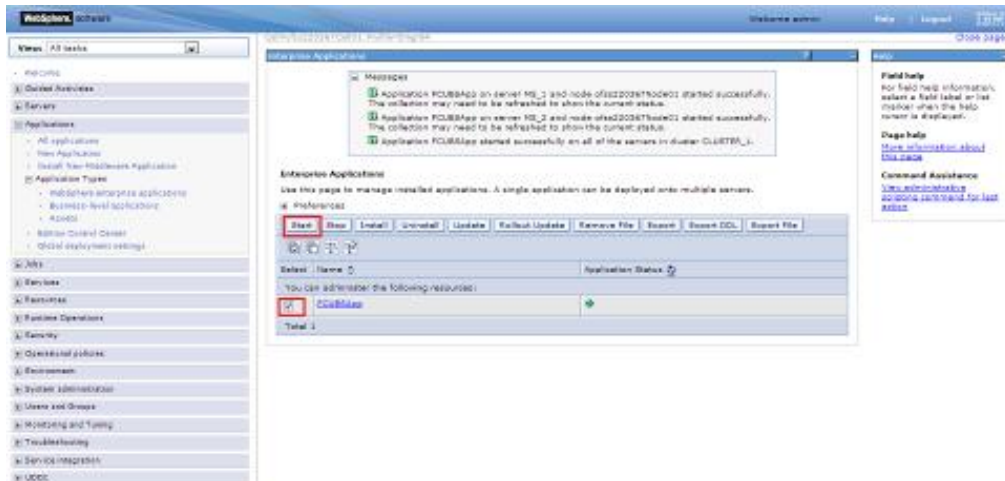 WebSphere. software
Welcome admin
Help | Logout
Close page
View: All tasks
Welcome
Guided Activities
Servers
Applications
All applications
New Application
Install New Middleware Application
Application Types
WebSphere enterprise applications
Business-level applications
Assets
Edition Control Center
Global deployment settings
Jobs
Services
Resources
Runtime Operations
Security
Operational policies
Environment
System administration
Users and Groups
Monitoring and Tuning
Troubleshooting
Service integration
UDDI
Enterprise Applications
Messages
Application FCUBSApp on server MS_1 and node started successfully.
The collection may need to be refreshed to show the current status.
Application FCUBSApp on server MS_2 and node started successfully.
The collection may need to be refreshed to show the current status.
Application FCUBSApp started successfully on all of the servers in cluster CLUSTER_1.
Enterprise Applications
Use this page to manage installed applications. A single application can be deployed onto multiple servers.
Preferences
Start Stop Install Uninstall Update Rollout Update Remove File Export Export DDL Export File
Select Name Application Status
You can administer the following resources:
FCUBSApp
Total 1
Help
Field help
For field help information, select a field label or list marker when the help cursor is displayed.
Page help
More information about this page
Command Assistance
View administrative scripting command for last action